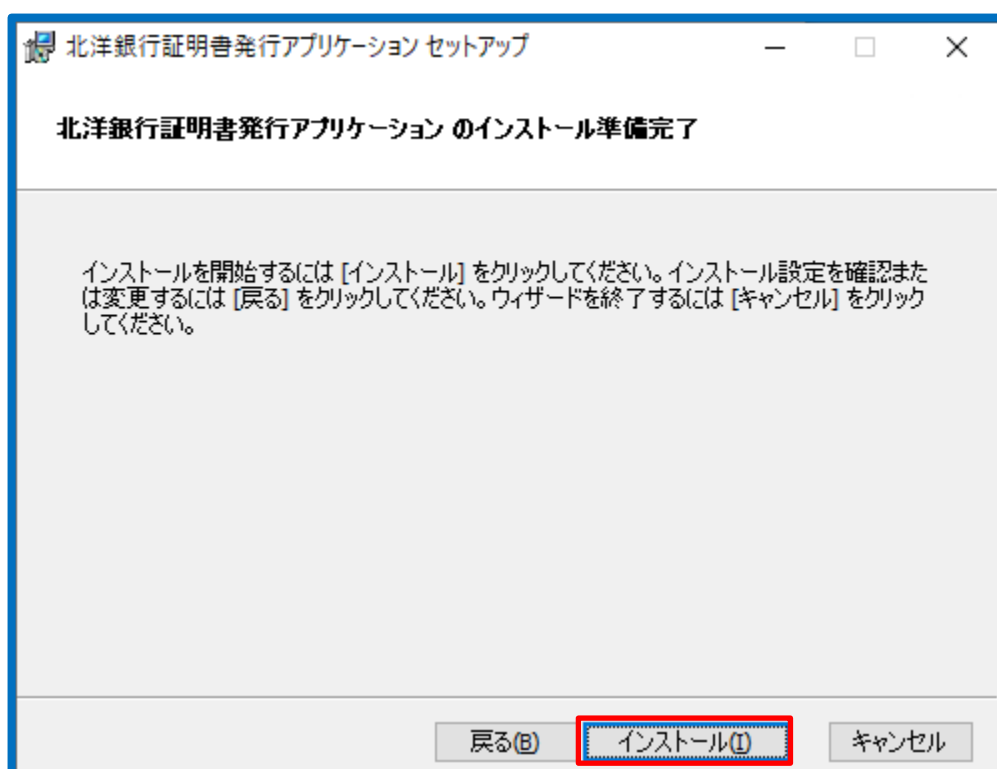 北洋銀行証明書発行アプリケーション セットアップ
北洋銀行証明書発行アプリケーション のインストール準備完了
インストールを開始するには [インストール] をクリックしてください。インストール設定を確認また
は変更するには [戻る] をクリックしてください。ウィザードを終了するには [キャンセル] をクリック
してください。
戻る(B) インストール(I) キャンセル